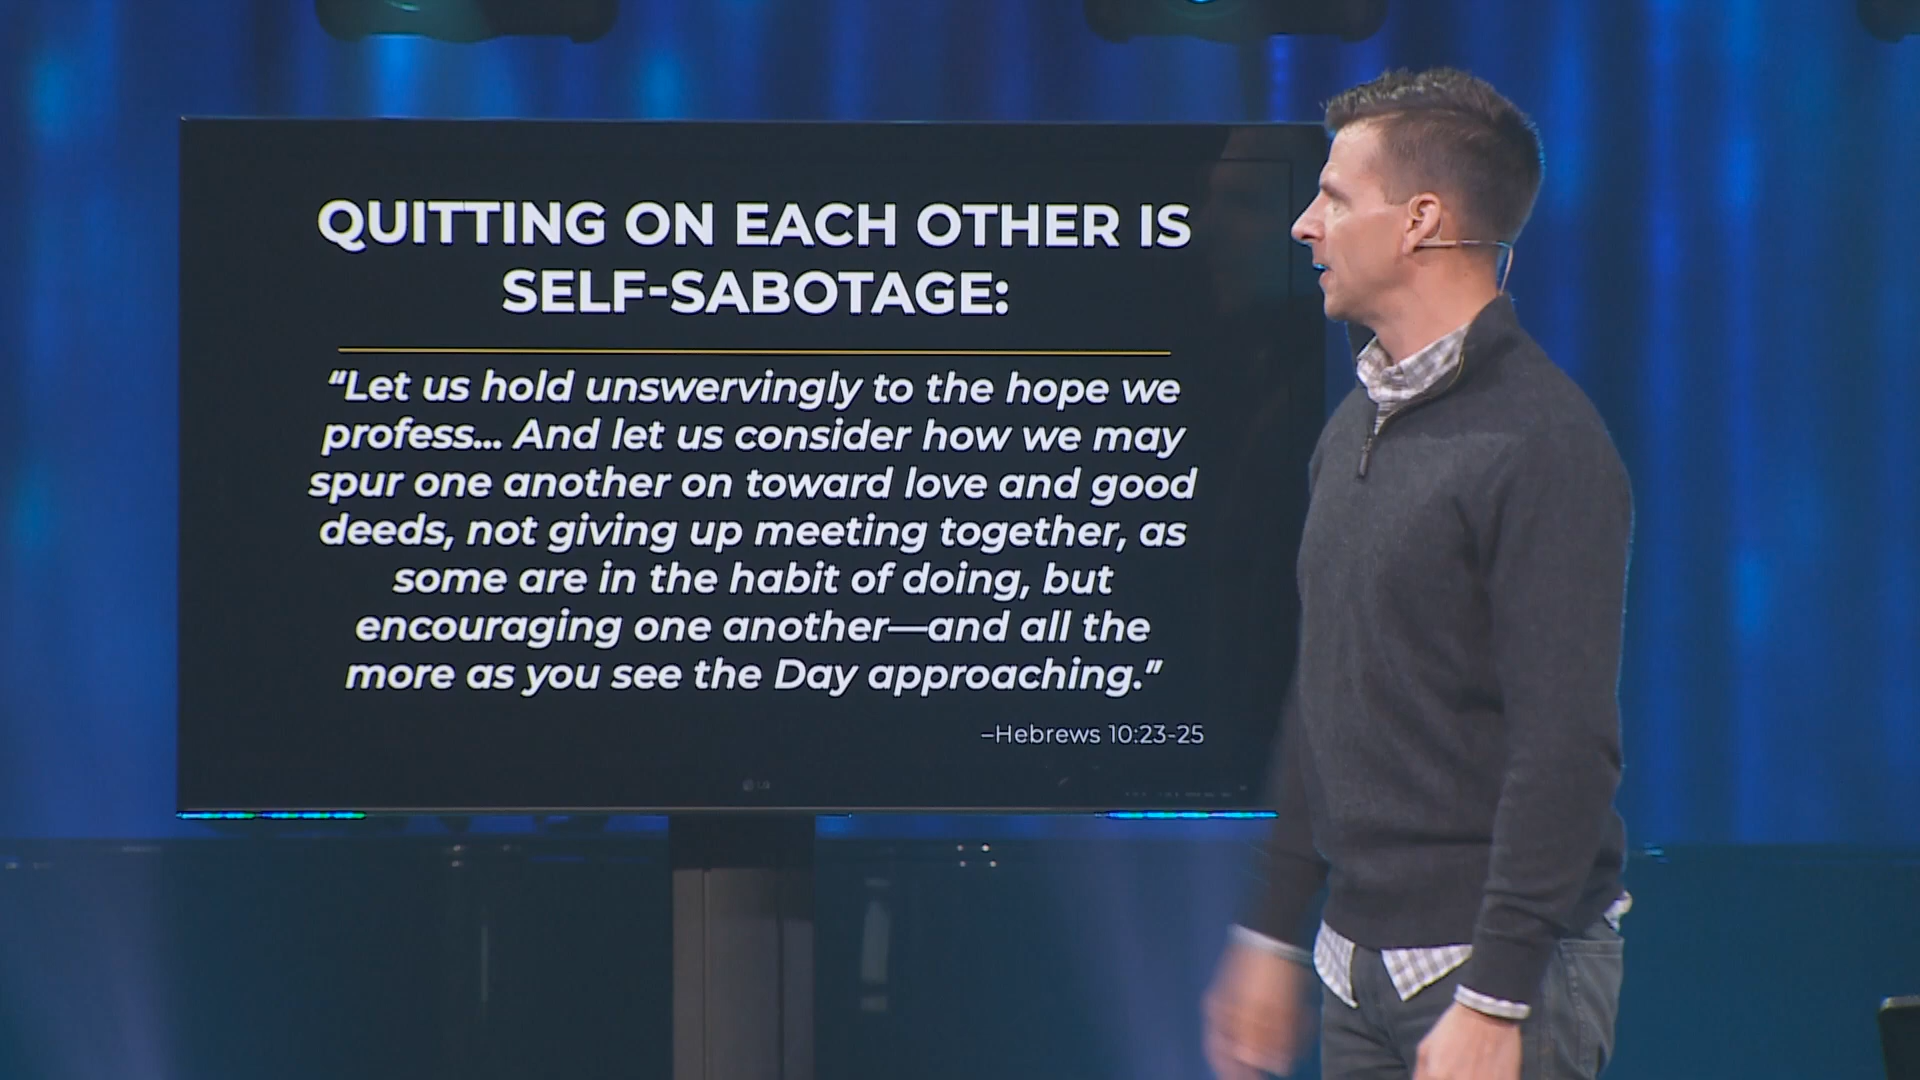 QUITTING ON EACH OTHER IS
SELF-SABOTAGE:
“Let us hold unswervingly to the hope we
profess... And let us consider how we may
spur one another on toward love and good
deeds, not giving up meeting together, as
some are in the habit of doing, but
encouraging one another—and all the
more as you see the Day approaching.”
–Hebrews 10:23-25
LG